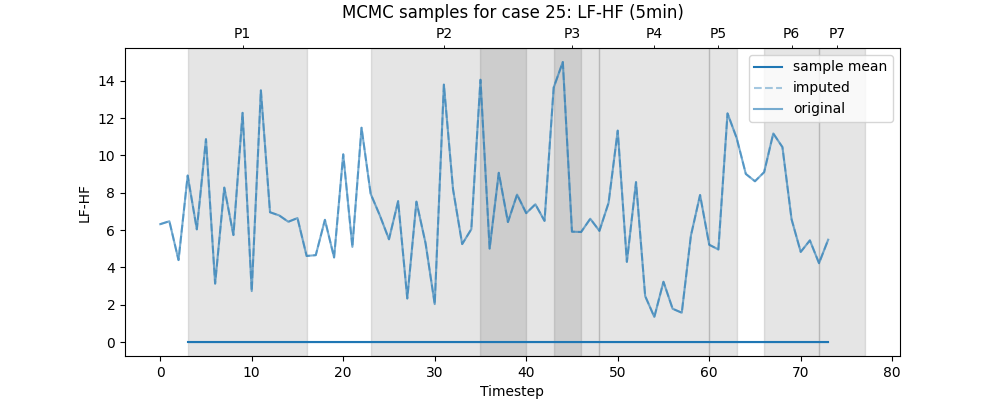 MCMC samples for case 25: LF-HF (5min)
P1 P2 P3 P4 P5 P6 P7
sample mean
imputed
original
14
12
10
8
6
4
2
0
LF-HF
0 10 20 30 40 50 60 70 80
Timestep